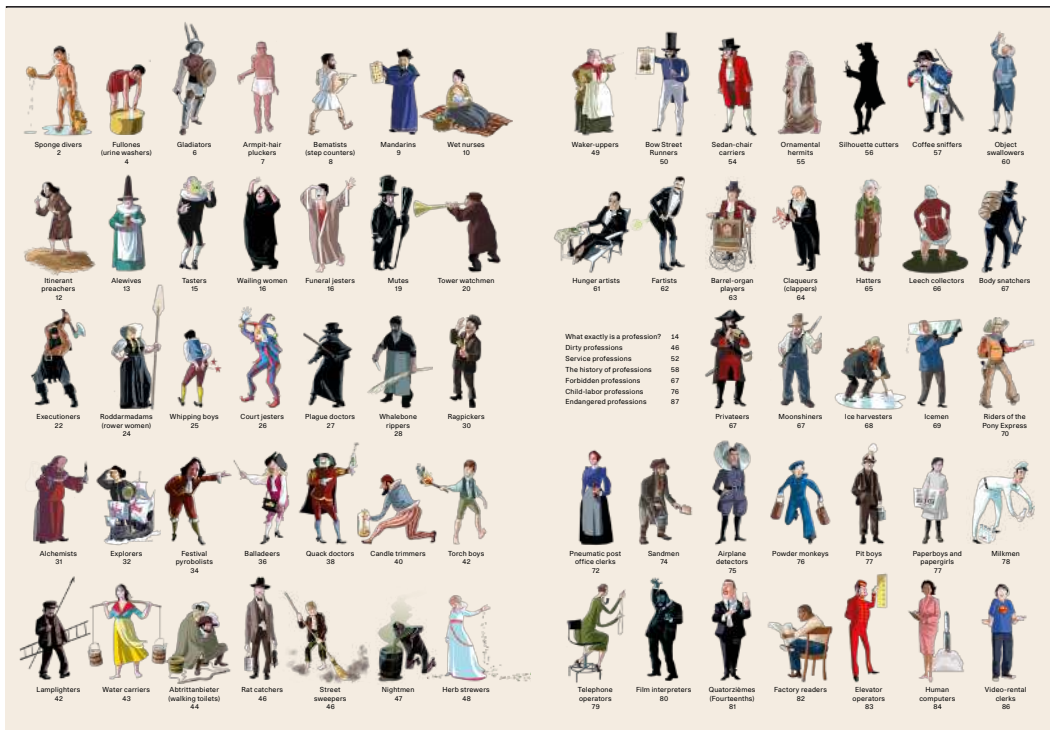 Sponge divers
2
Fullones
(urine washers)
4
Gladiators
6
Armpit-hair
pluckers
7
Bematists
(step counters)
8
Mandarins
9
Wet nurses
10
Itinerant
preachers
12
Alewives
13
Tasters
15
Wailing women
16
Funeral jesters
16
Mutes
19
Tower watchmen
20
Executioners
22
Roddarmadams
(rower women)
24
Whipping boys
25
Court jesters
26
Plague doctors
27
Whalebone
rippers
28
Ragpickers
30
Alchemists
31
Explorers
32
Festival
pyrobolists
34
Balladeers
36
Quack doctors
38
Candle trimmers
40
Torch boys
42
Lamplighters
42
Water carriers
43
Abtrittanbieter
(walking toilets)
44
Rat catchers
46
Street
sweepers
46
Nightmen
47
Herb strewers
48
Waker-uppers
49
Bow Street
Runners
50
Sedan-chair
carriers
54
Ornamental
hermits
55
Silhouette cutters
56
Coffee sniffers
57
Object
swallowers
60
Hunger artists
61
Fartists
62
Barrel-organ
players
63
Claqueurs
(clappers)
64
Hatters
65
Leech collectors
66
Body snatchers
67
What exactly is a profession? 14
Dirty professions 46
Service professions 52
The history of professions 58
Forbidden professions 67
Child-labor professions 76
Endangered professions 87
Privateers
67
Moonshiners
67
Ice harvesters
68
Icemen
69
Riders of the
Pony Express
70
Pneumatic post
office clerks
72
Sandmen
74
Airplane
detectors
75
Powder monkeys
76
Pit boys
77
Paperboys and
papergirls
77
Milkmen
78
Telephone
operators
79
Film interpreters
80
Quatorzièmes
(Fourteenths)
81
Factory readers
82
Elevator
operators
83
Human
computers
84
Video-rental
clerks
86